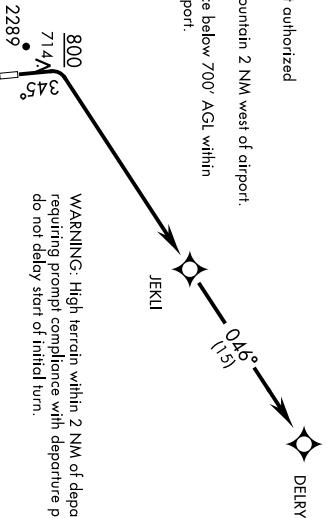 t authorized
ountain 2 NM west of airport.
ce below 700' AGL within
port.
DELRY
046°
(15)
JEKLI
800
714
345°
2289
WARNING: High terrain within 2 NM of depa
requiring prompt compliance with departure p
do not delay start of initial turn.